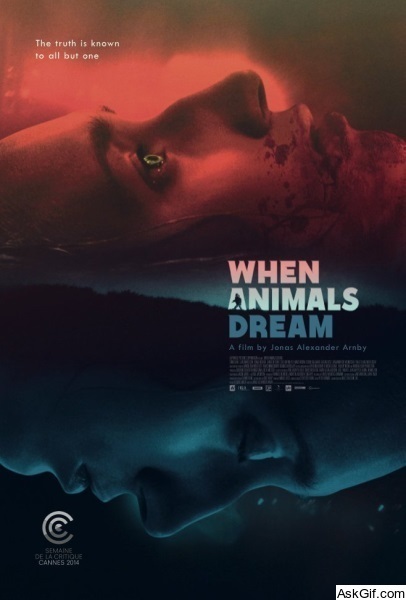 The truth is known
to all but one
WHEN
ANIMALS
DREAM
A film by Jonas Alexander Arnby
SEMAINE
DE LA CRITIQUE
CANNES 2014
AskGif.com